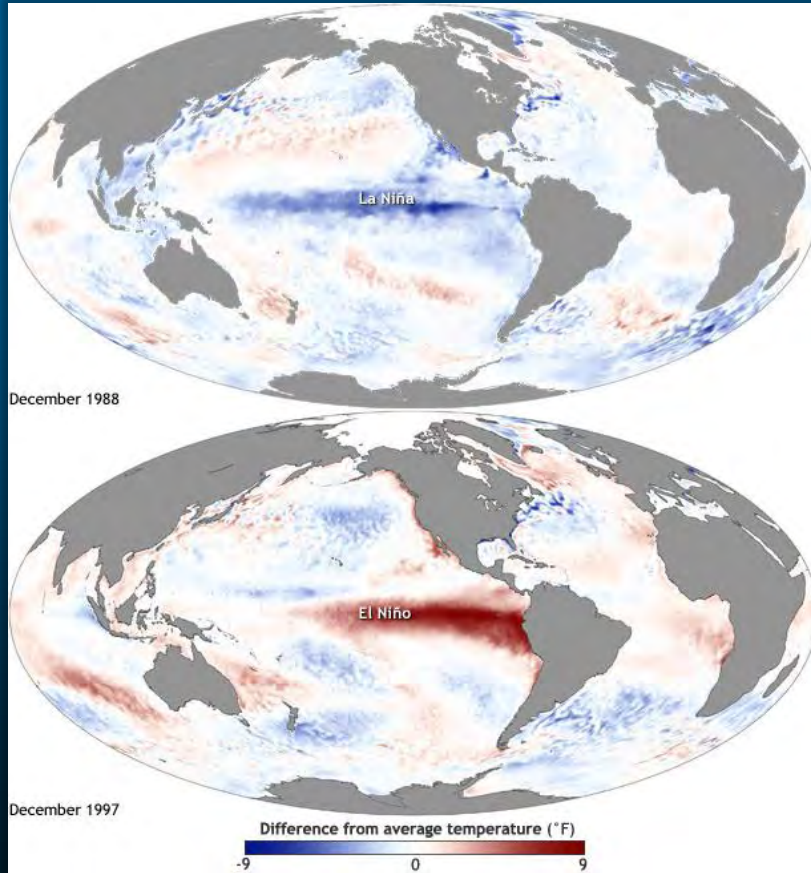 La Niña
December 1988
El Niño
December 1997
Difference from average temperature (°F)
-9 0 9